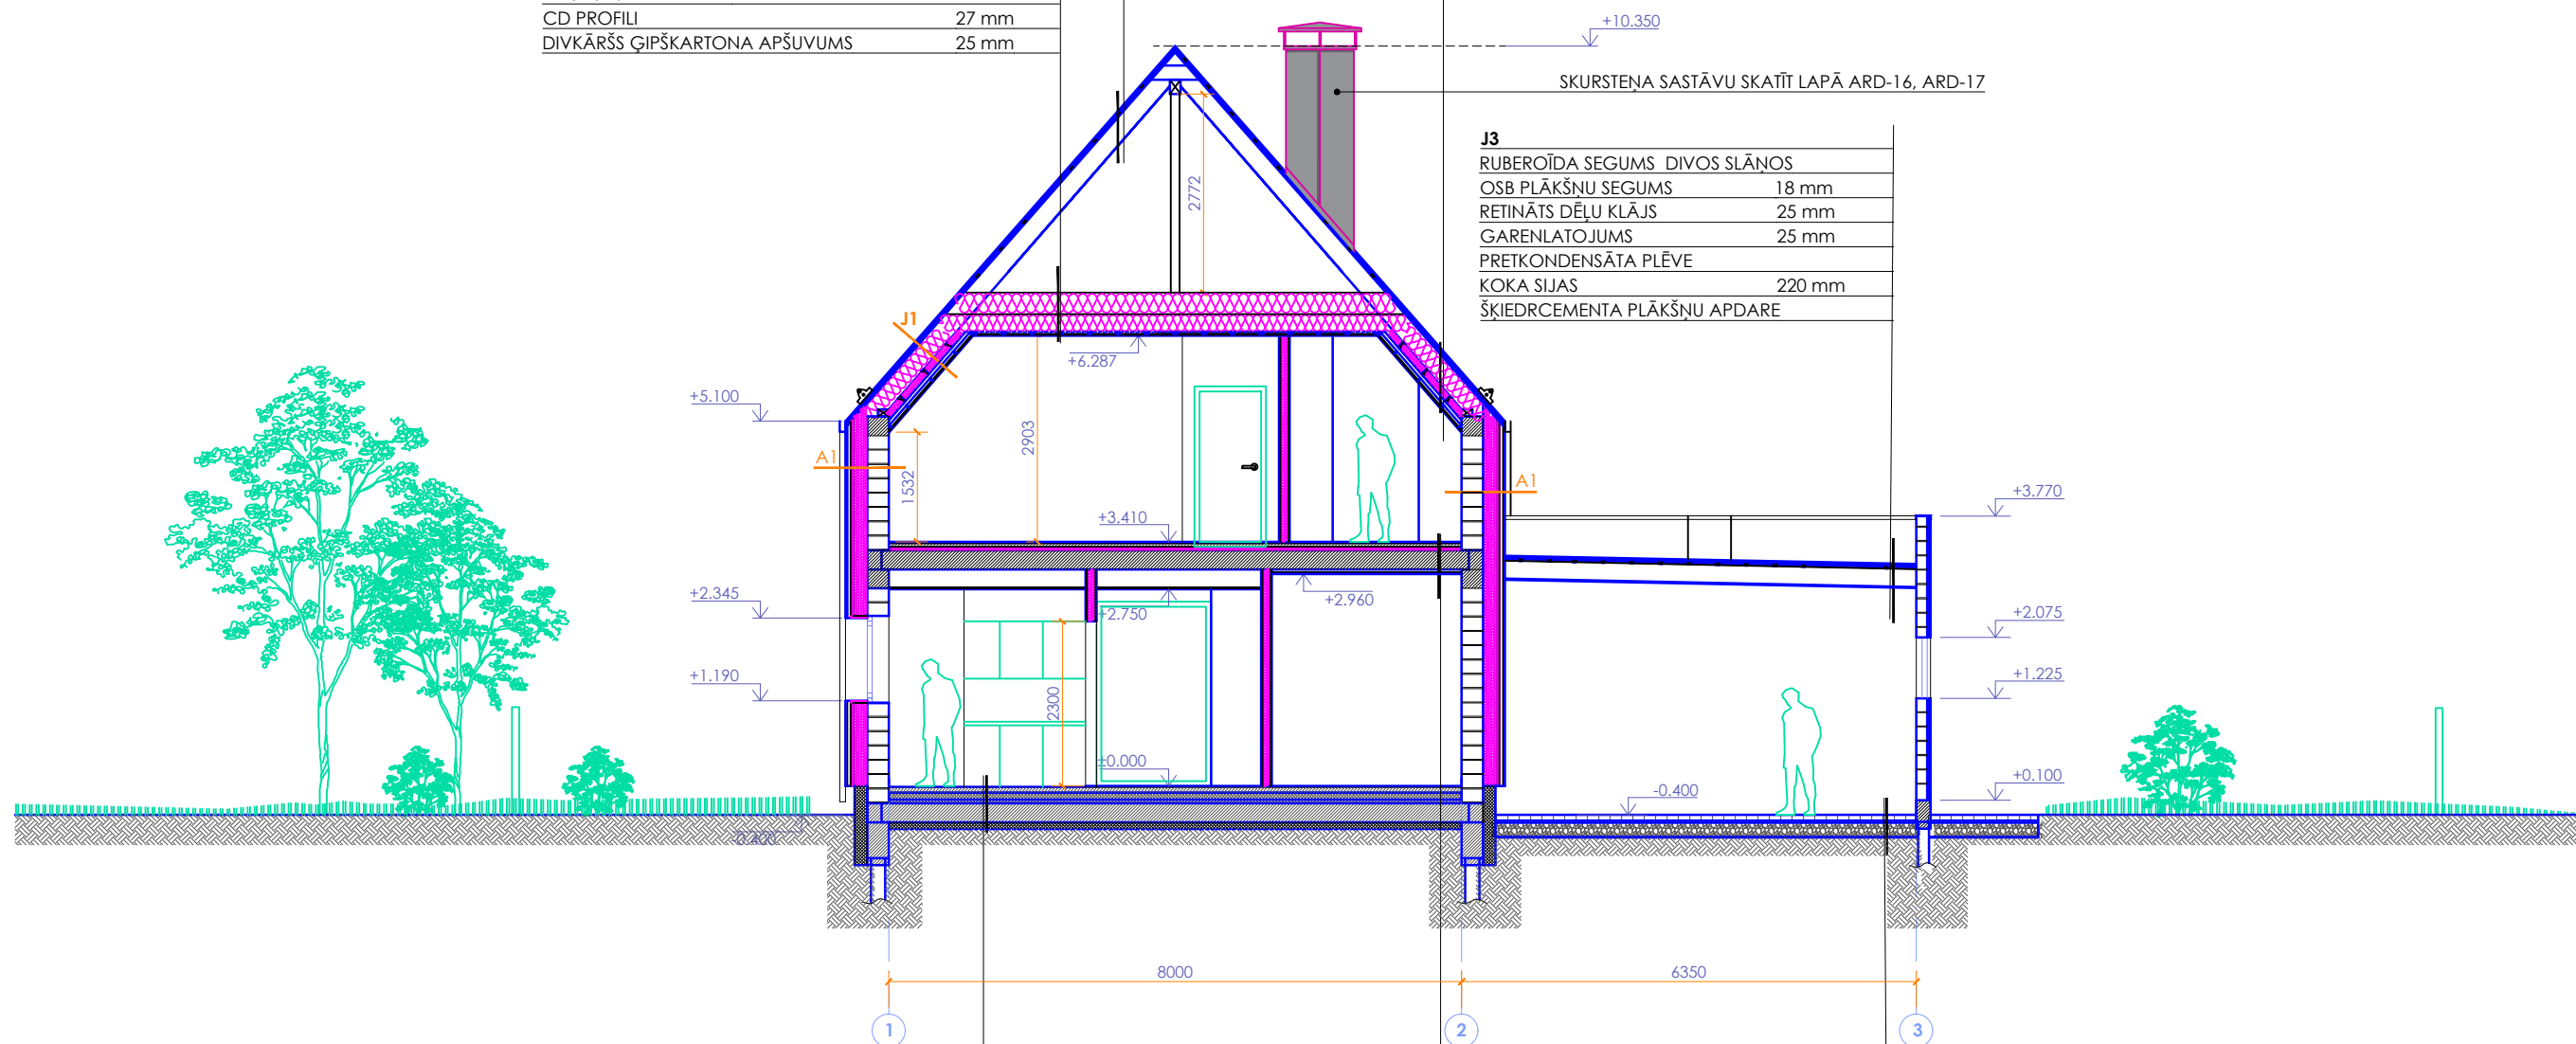 CD PROFILI 27 mm
DIVKĀRŠS ĢIPŠKARTONA APŠUVUMS 25 mm
+10.350
SKURSTEŅA SASTĀVU SKATĪT LAPĀ ARD-16, ARD-17
J3
RUBEROĪDA SEGUMS DIVOS SLĀŅOS
OSB PLĀKŠŅU SEGUMS 18 mm
RETINĀTS DĒĻU KLĀJS 25 mm
GARENLATOJUMS 25 mm
PRETKONDENSĀTA PLĒVE
KOKA SIJAS 220 mm
ŠĶIEDRCEMENTA PLĀKŠŅU APDARE
2772
J1
+6.287
+5.100
2903
A1
1532
A1
+3.410
+3.770
+2.345
+2.750
+2.960
+2.075
+1.190
2300
+1.225
±0.000
-0.400
+0.100
-0.400
8000
6350
1
2
3